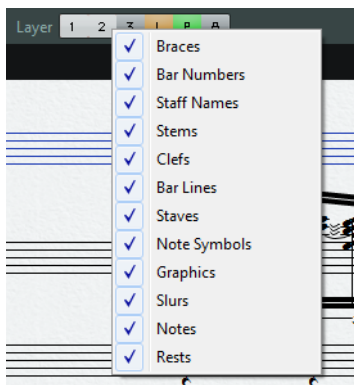 Layer 1 2 3 L P A
Braces
Bar Numbers
Staff Names
Stems
Clefs
Bar Lines
Staves
Note Symbols
Graphics
Slurs
Notes
Rests